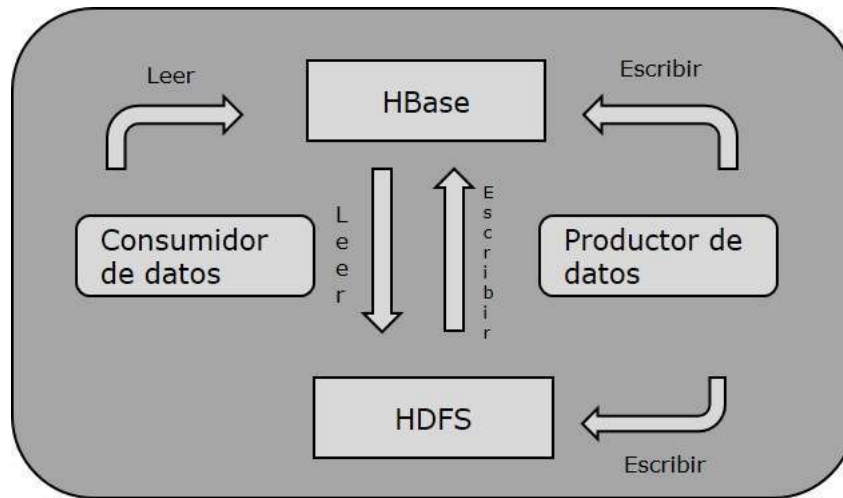 Leer
Escribir
HBase
Leer
Escribir
Consumidor
de datos
Productor de
datos
HDFS
Escribir